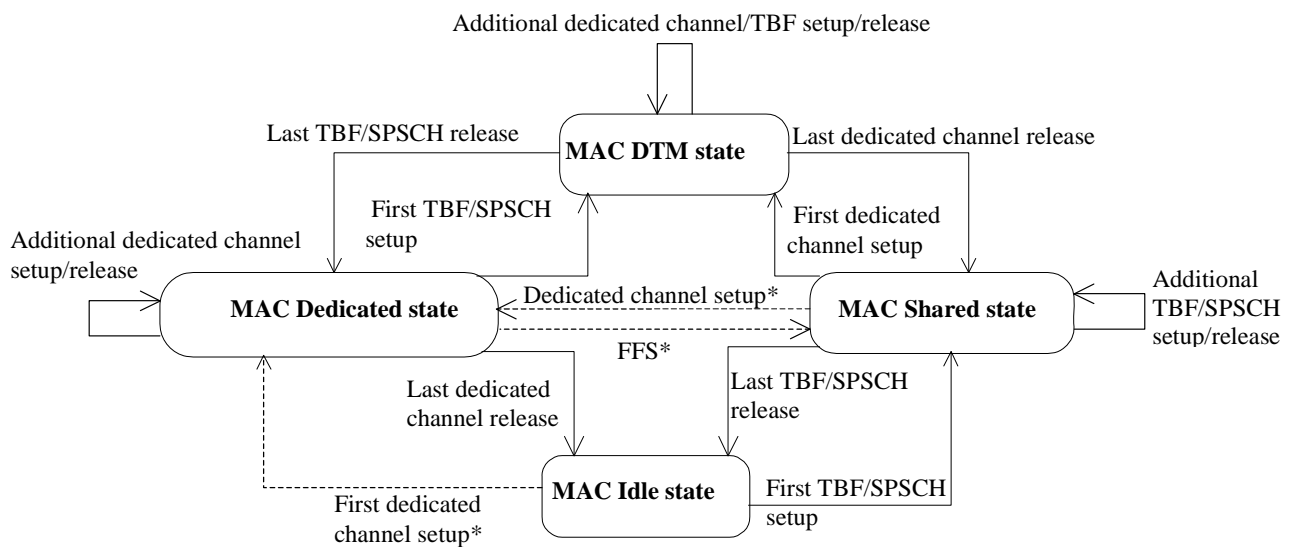 Additional dedicated channel/TBF setup/release
Last TBF/SPSCH release
MAC DTM state
Last dedicated channel release
First TBF/SPSCH
setup
First dedicated
channel setup
Additional dedicated channel
setup/release
MAC Dedicated state
Dedicated channel setup*
MAC Shared state
Additional
TBF/SPSCH
setup/release
FFS*
Last dedicated
channel release
Last TBF/SPSCH
release
MAC Idle state
First dedicated
channel setup*
First TBF/SPSCH
setup